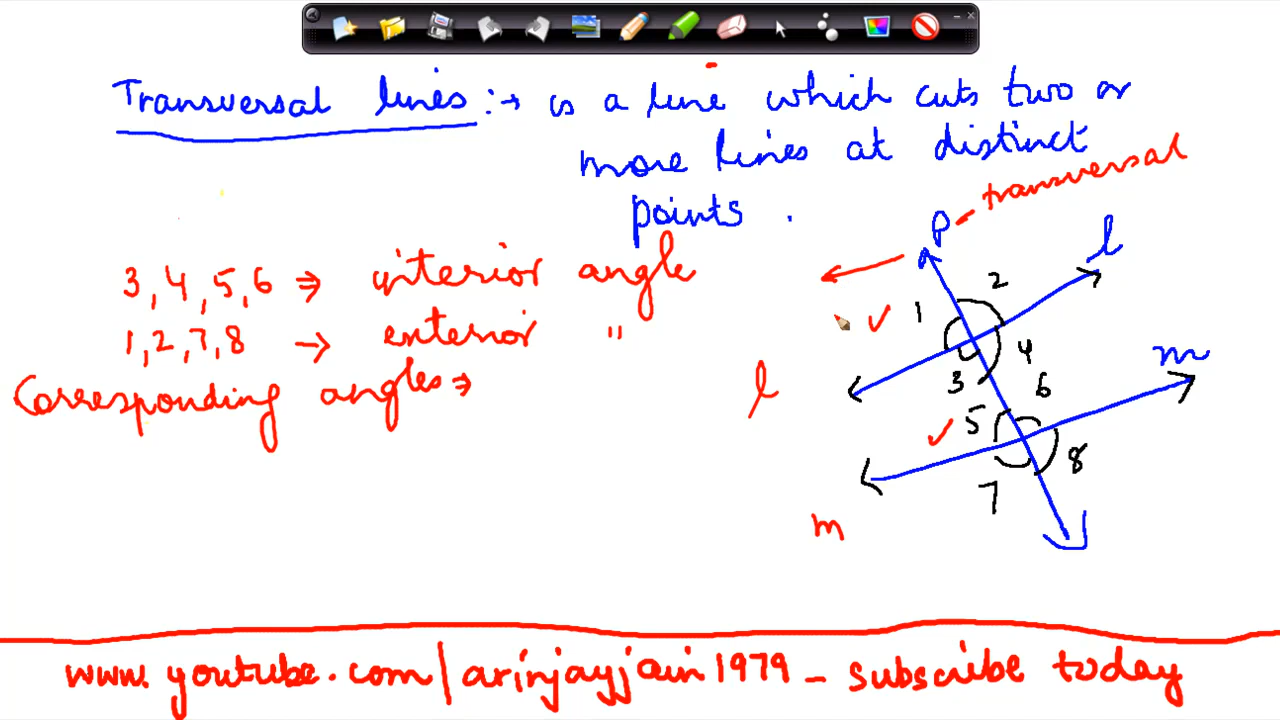 Transversal lines :→ is a line which cuts two or
more lines at distinct
points .
P - transversal
l
3, 4, 5, 6 ⇒ interior angle
1, 2, 7, 8 → exterior "
Corresponding angles ⇒
1 2
3 4
l
m
5 6
7 8
m
www.youtube.com/arinjayjain1979 - subscribe today